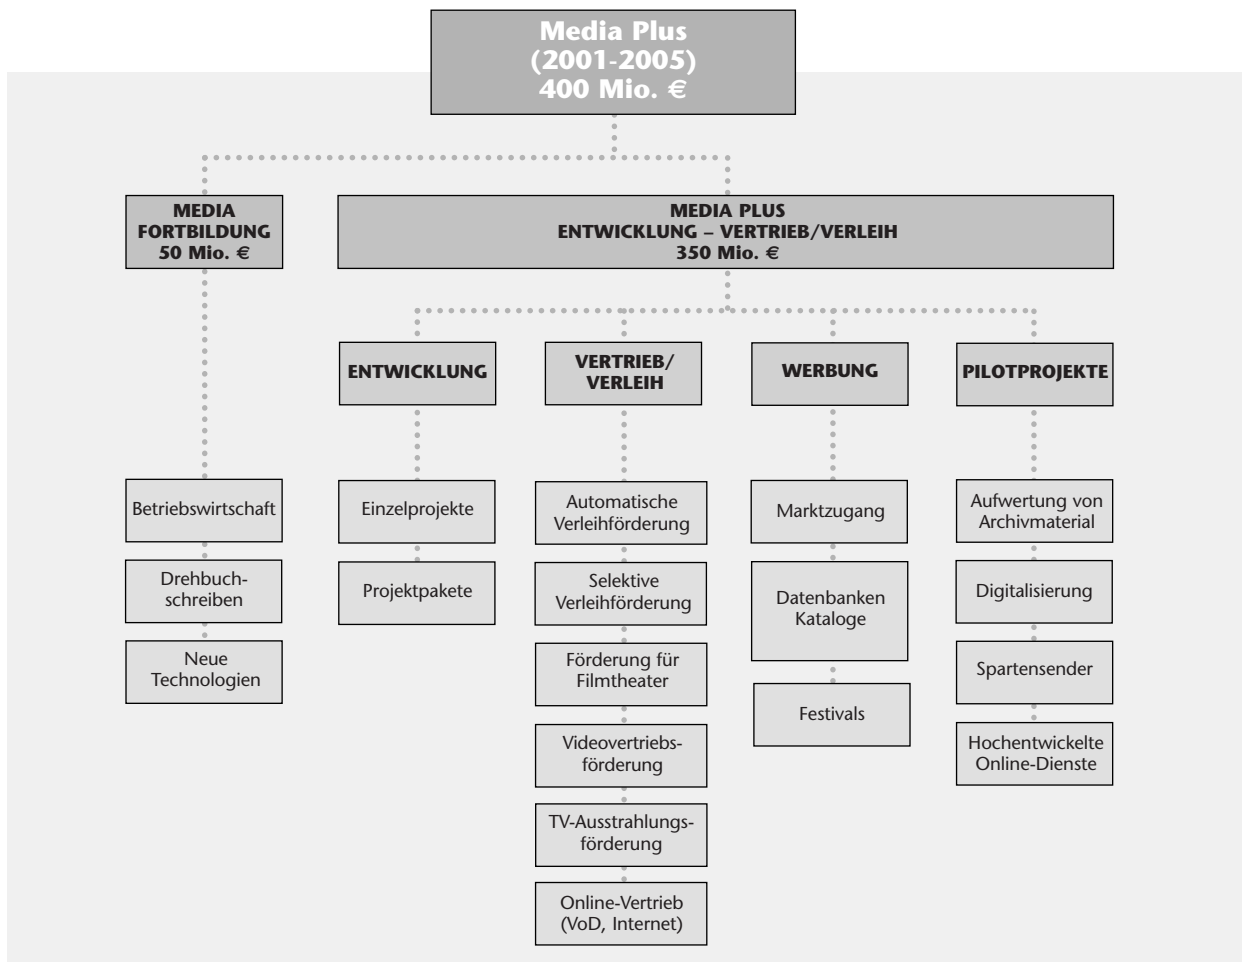 Media Plus
(2001-2005)
400 Mio. €
MEDIA
FORTBILDUNG
50 Mio. €
MEDIA PLUS
ENTWICKLUNG – VERTRIEB/VERLEIH
350 Mio. €
ENTWICKLUNG
VERTRIEB/
VERLEIH
WERBUNG
PILOTPROJEKTE
Betriebswirtschaft
Drehbuch-
schreiben
Neue
Technologien
Einzelprojekte
Projektpakete
Automatische
Verleihförderung
Selektive
Verleihförderung
Förderung für
Filmtheater
Videovertriebs-
förderung
TV-Ausstrahlungs-
förderung
Online-Vertrieb
(VoD, Internet)
Marktzugang
Datenbanken
Kataloge
Festivals
Aufwertung von
Archivmaterial
Digitalisierung
Spartensender
Hochentwickelte
Online-Dienste